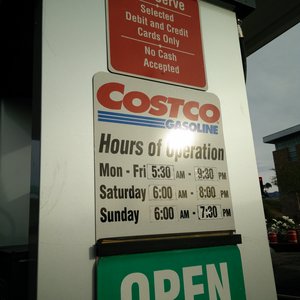 Selected
Debit and Credit
Cards Only
No Cash
Accepted
COSTCO
GASOLINE
Hours of Operation
Mon - Fri 5:30 AM - 9:30 PM
Saturday 6:00 AM - 8:00 PM
Sunday 6:00 AM - 7:30 PM
OPEN